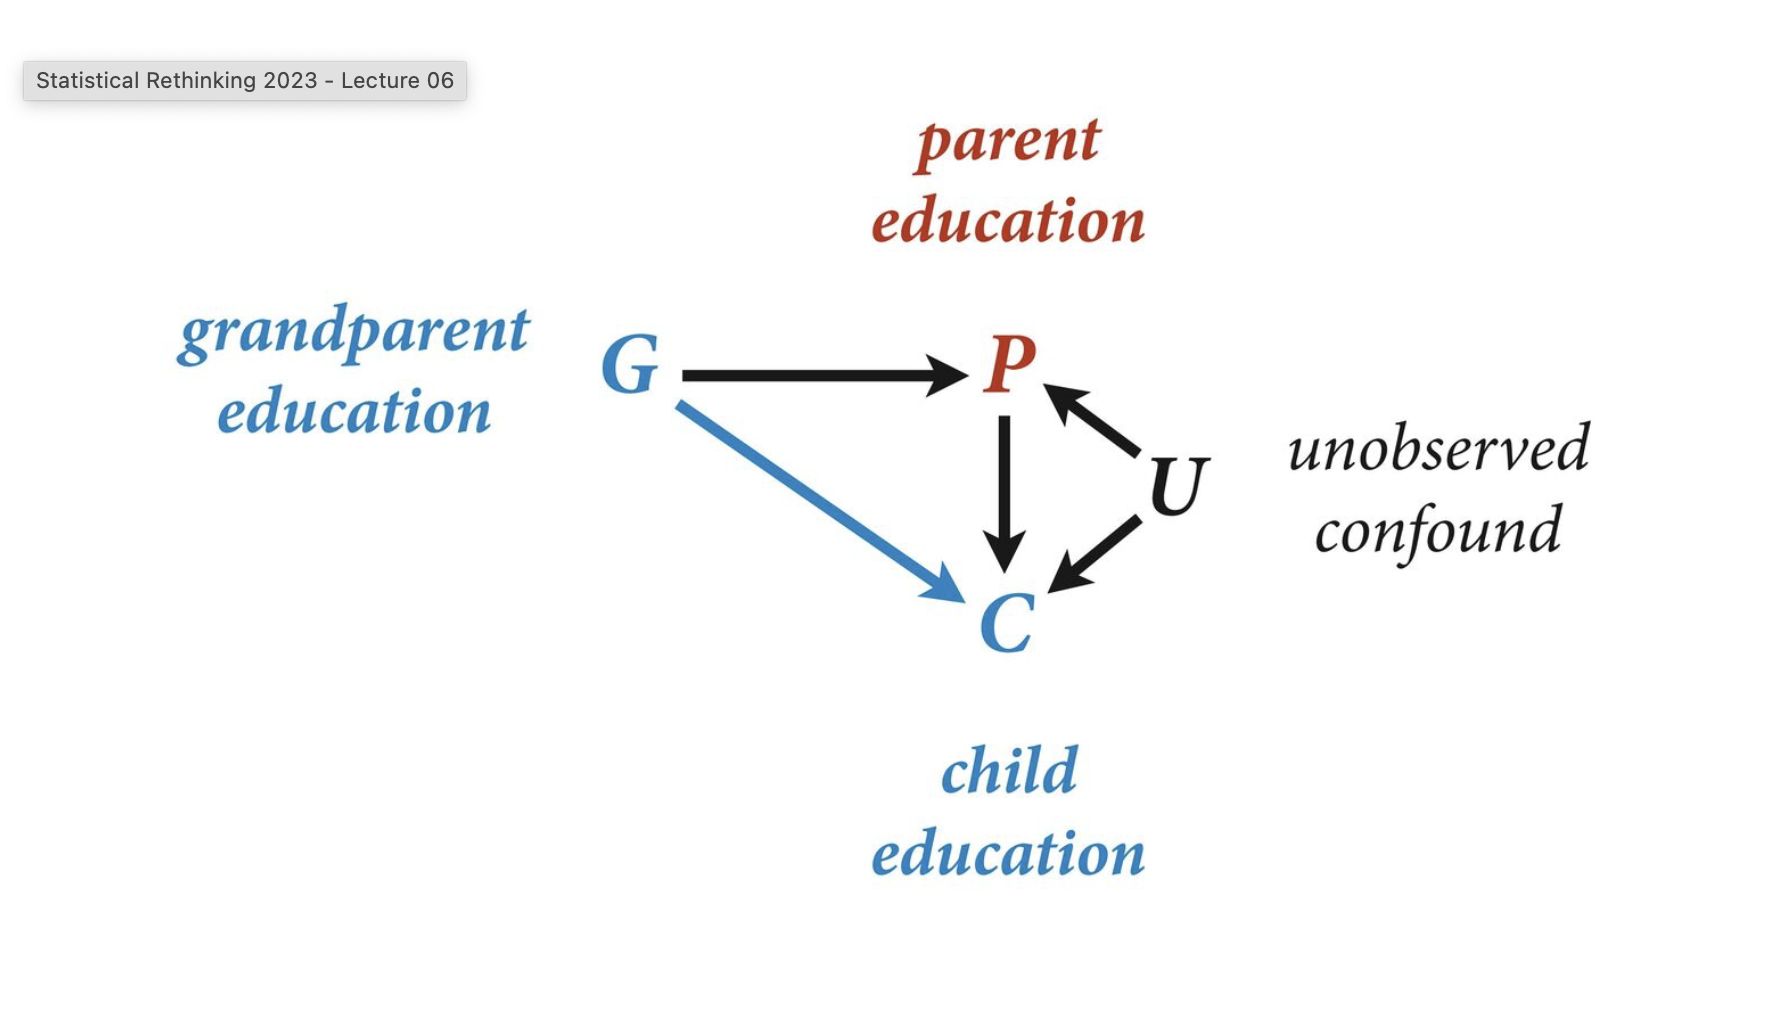 Statistical Rethinking 2023 - Lecture 06
parent
education
grandparent
education
G
P
U
unobserved
confound
C
child
education